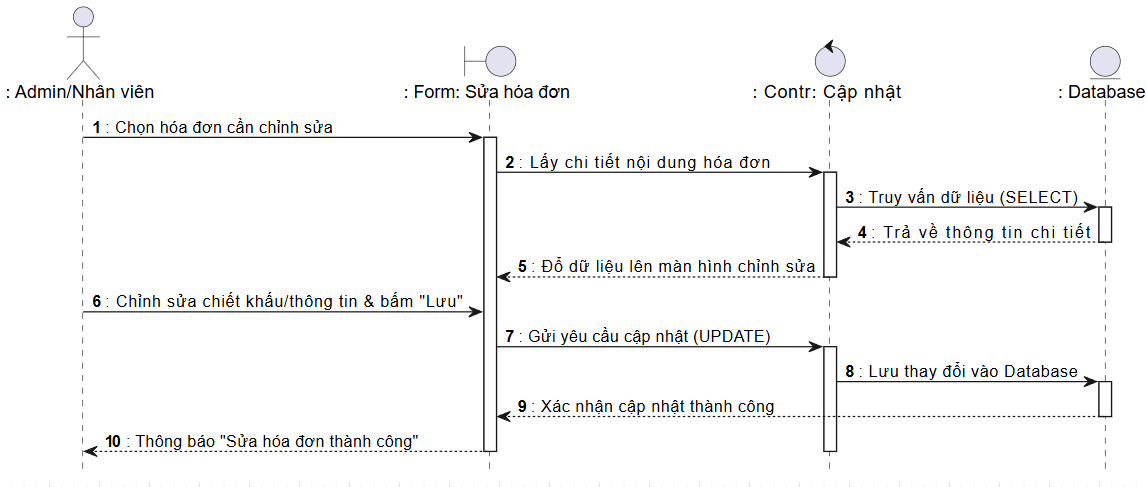 : Admin/Nhân viên
: Form: Sửa hóa đơn
: Contr: Cập nhật
: Database
1 : Chọn hóa đơn cần chỉnh sửa
2 : Lấy chi tiết nội dung hóa đơn
3 : Truy vấn dữ liệu (SELECT)
4 : Trả về thông tin chi tiết
5 : Đổ dữ liệu lên màn hình chỉnh sửa
6 : Chỉnh sửa chiết khấu/thông tin & bấm "Lưu"
7 : Gửi yêu cầu cập nhật (UPDATE)
8 : Lưu thay đổi vào Database
9 : Xác nhận cập nhật thành công
10 : Thông báo "Sửa hóa đơn thành công"